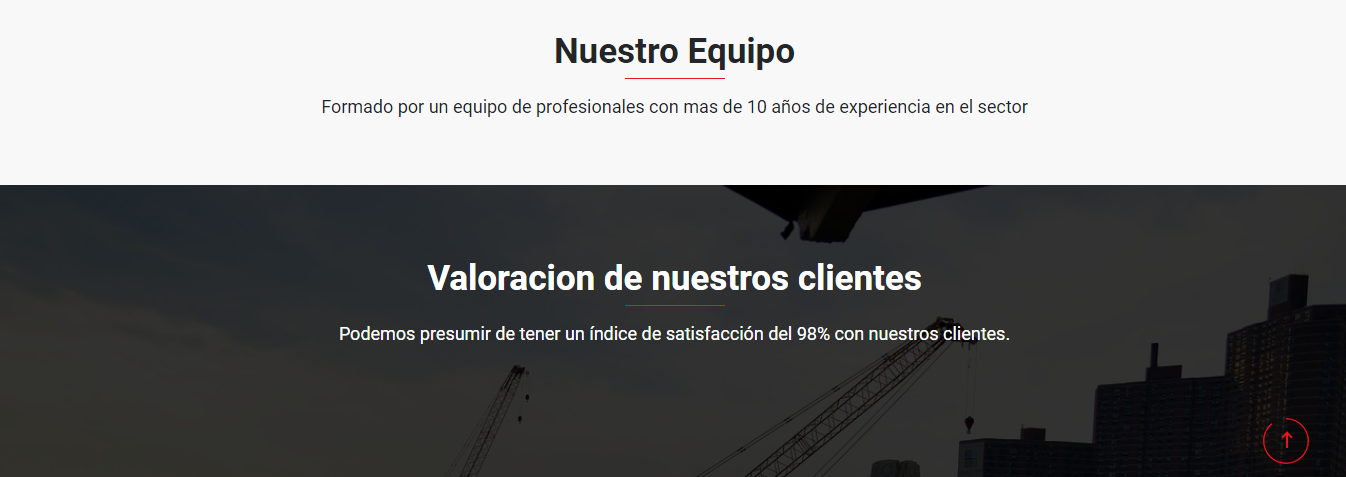 Nuestro Equipo
Formado por un equipo de profesionales con mas de 10 años de experiencia en el sector
Valoracion de nuestros clientes
Podemos presumir de tener un índice de satisfacción del 98% con nuestros clientes.